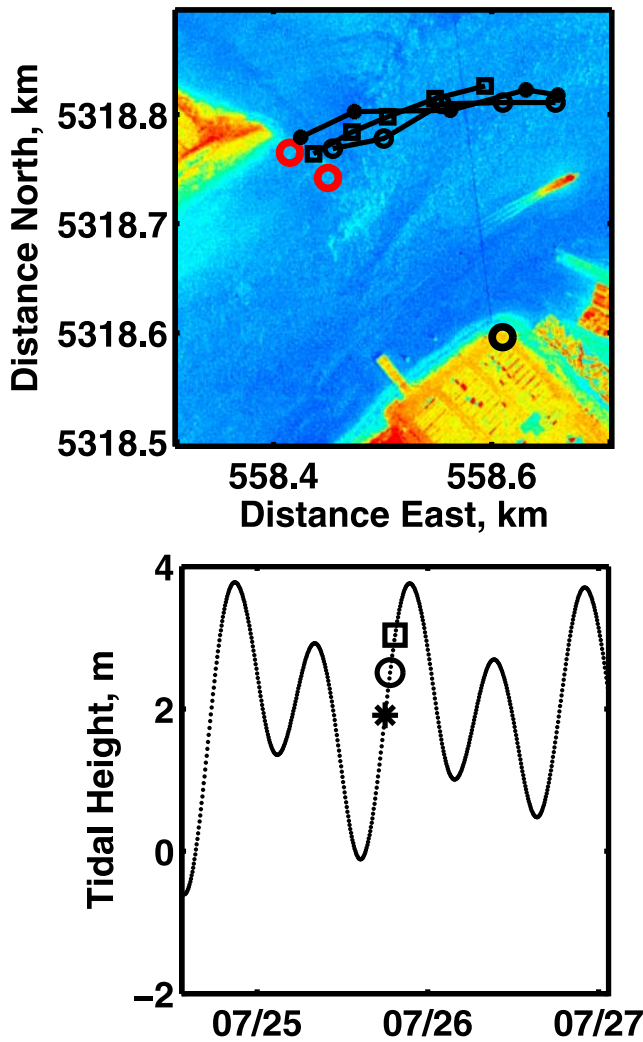 Distance North, km
5318.8
5318.7
5318.6
5318.5
558.4 558.6
Distance East, km
Tidal Height, m
4
2
0
−2
07/25 07/26 07/27